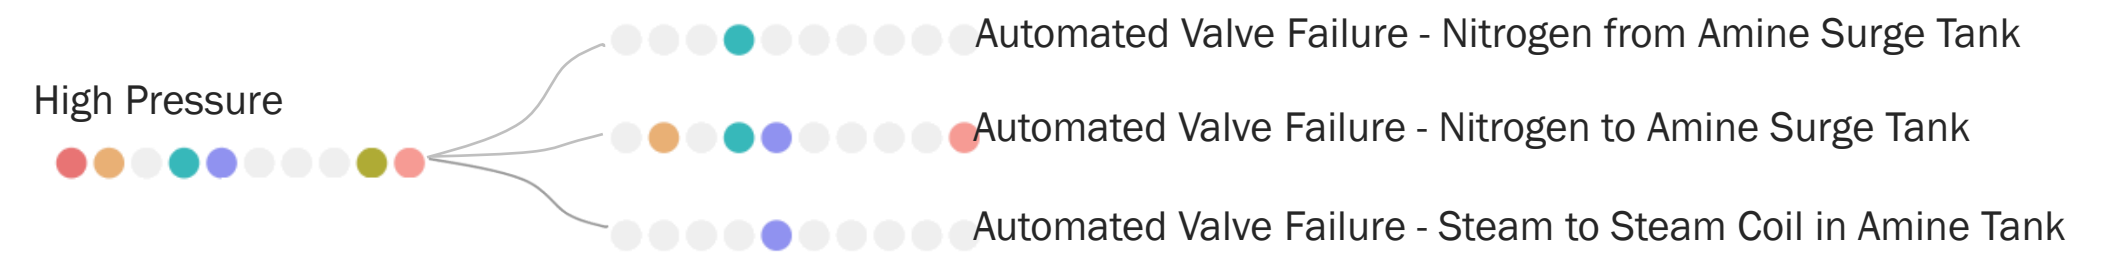 Automated Valve Failure - Nitrogen from Amine Surge Tank
High Pressure
Automated Valve Failure - Nitrogen to Amine Surge Tank
Automated Valve Failure - Steam to Steam Coil in Amine Tank